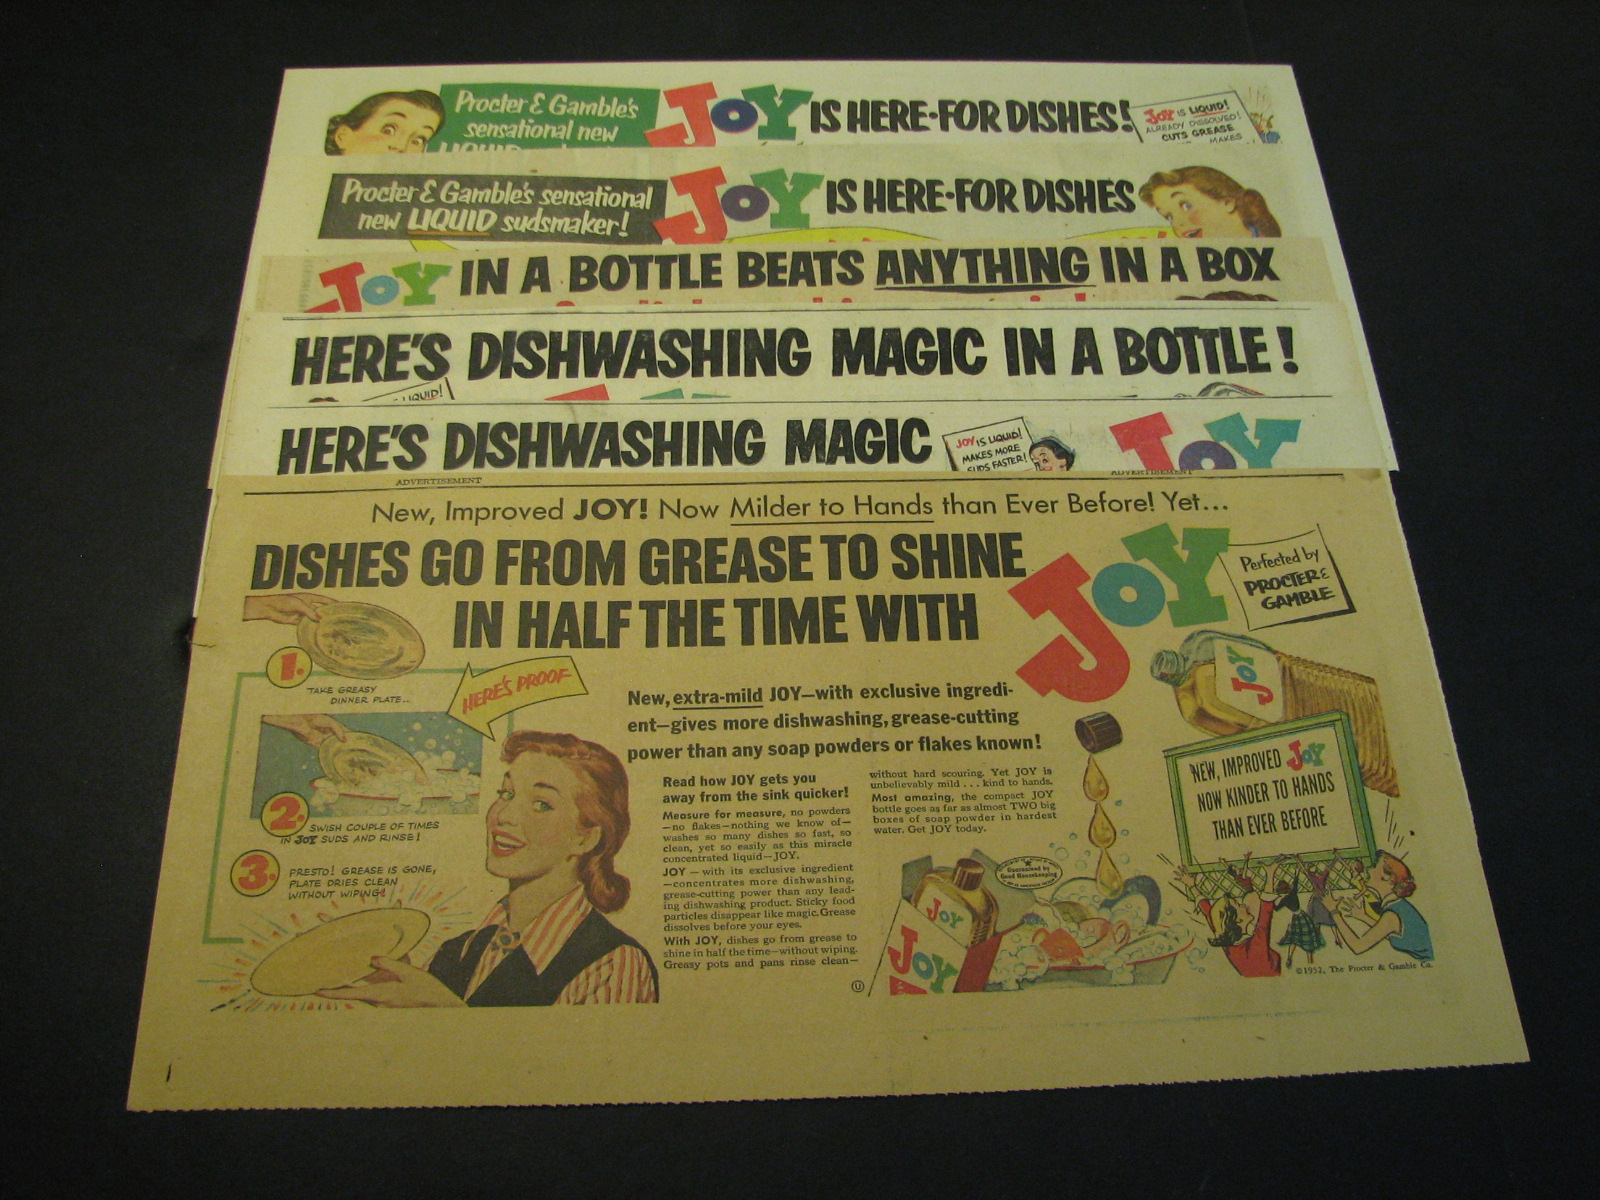 Procter & Gamble's
sensational new
LIQUID
JOY IS HERE-FOR DISHES!
JOY IS LIQUID!
ALREADY DISSOLVED!
CUTS GREASE
MAKES
Procter & Gamble's sensational
new LIQUID sudsmaker!
JOY IS HERE-FOR DISHES
JOY IN A BOTTLE BEATS ANYTHING IN A BOX
HERE'S DISHWASHING MAGIC IN A BOTTLE!
LIQUID!
HERE'S DISHWASHING MAGIC
JOY IS LIQUID!
MAKES MORE
SUDS FASTER!
JOY
ADVERTISEMENT
ADVERTISEMENT
New, Improved JOY! Now Milder to Hands than Ever Before! Yet...
DISHES GO FROM GREASE TO SHINE
IN HALF THE TIME WITH
JOY
Perfected by
PROCTER &
GAMBLE
1.
TAKE GREASY
DINNER PLATE...
HERE'S PROOF
2.
SWISH COUPLE OF TIMES
IN JOY SUDS AND RINSE!
3.
PRESTO! GREASE IS GONE,
PLATE DRIES CLEAN
WITHOUT WIPING!
New, extra-mild JOY—with exclusive ingredi-
ent—gives more dishwashing, grease-cutting
power than any soap powders or flakes known!
Read how JOY gets you
away from the sink quicker!
Measure for measure, no powders
—no flakes—nothing we know of—
washes so many dishes so fast, so
clean, yet so easily as this miracle
concentrated liquid—JOY.
JOY — with its exclusive ingredient
—concentrates more dishwashing,
grease-cutting power than any lead-
ing dishwashing product. Sticky food
particles disappear like magic. Grease
dissolves before your eyes.
With JOY, dishes go from grease to
shine in half the time—without wiping.
Greasy pots and pans rinse clean—
without hard scouring. Yet JOY is
unbelievably mild . . . kind to hands.
Most amazing, the compact JOY
bottle goes as far as almost TWO big
boxes of soap powder in hardest
water. Get JOY today.
Guaranteed by
Good Housekeeping
JOY
JOY
U
JOY
NEW, IMPROVED JOY
NOW KINDER TO HANDS
THAN EVER BEFORE
©1952, The Procter & Gamble Co.